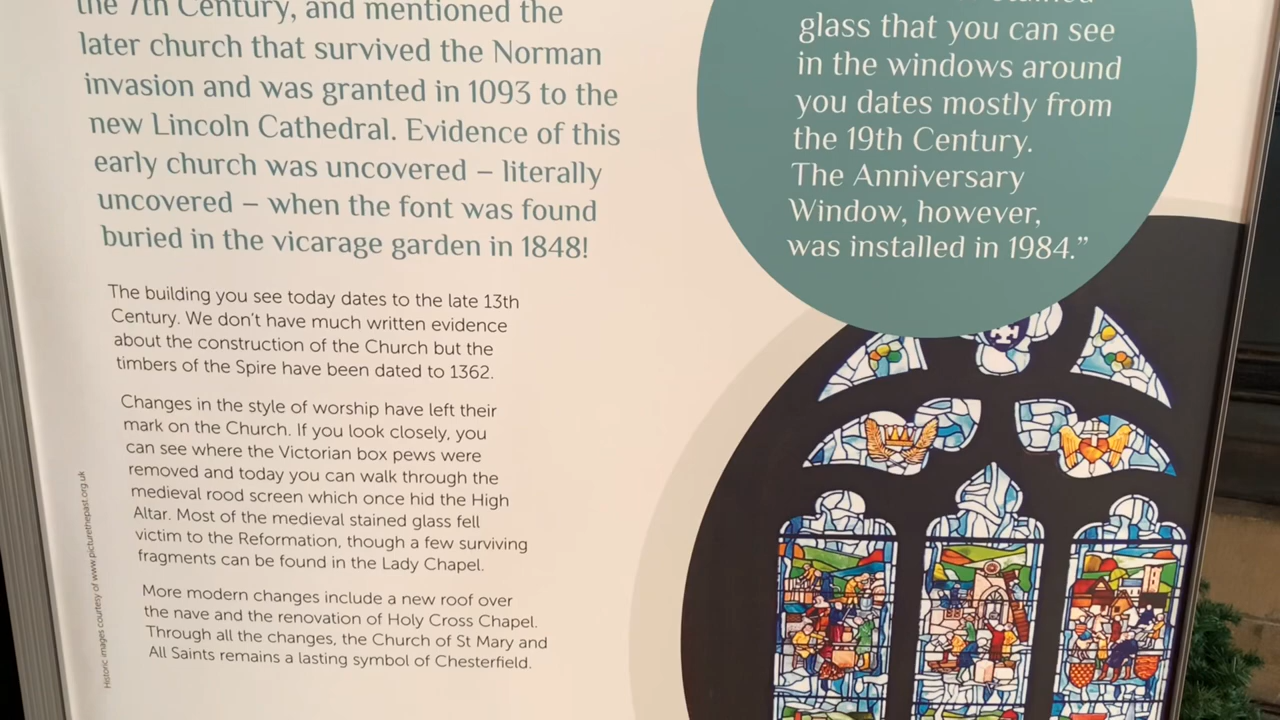 the 7th Century, and mentioned the
later church that survived the Norman
invasion and was granted in 1093 to the
new Lincoln Cathedral. Evidence of this
early church was uncovered – literally
uncovered – when the font was found
buried in the vicarage garden in 1848!
The building you see today dates to the late 13th
Century. We don't have much written evidence
about the construction of the Church but the
timbers of the Spire have been dated to 1362.
Changes in the style of worship have left their
mark on the Church. If you look closely, you
can see where the Victorian box pews were
removed and today you can walk through the
medieval rood screen which once hid the High
Altar. Most of the medieval stained glass fell
victim to the Reformation, though a few surviving
fragments can be found in the Lady Chapel.
More modern changes include a new roof over
the nave and the renovation of Holy Cross Chapel.
Through all the changes, the Church of St Mary and
All Saints remains a lasting symbol of Chesterfield.
Historic images courtesy of www.picturethepast.org.uk
stained
glass that you can see
in the windows around
you dates mostly from
the 19th Century.
The Anniversary
Window, however,
was installed in 1984.”